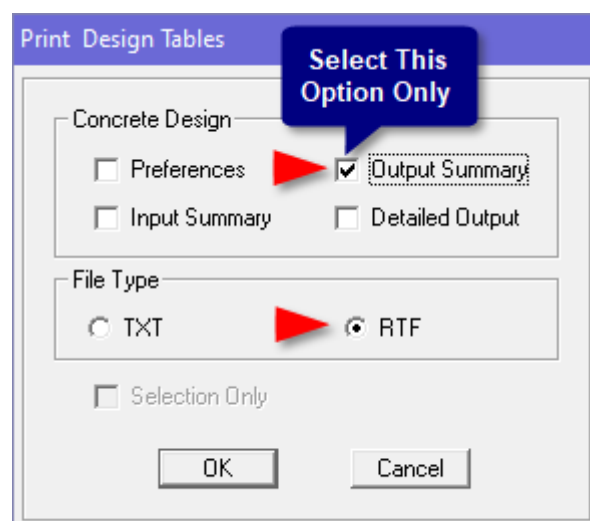 Print Design Tables
Select This
Option Only
Concrete Design
Preferences
Output Summary
Input Summary
Detailed Output
File Type
TXT
RTF
Selection Only
OK
Cancel